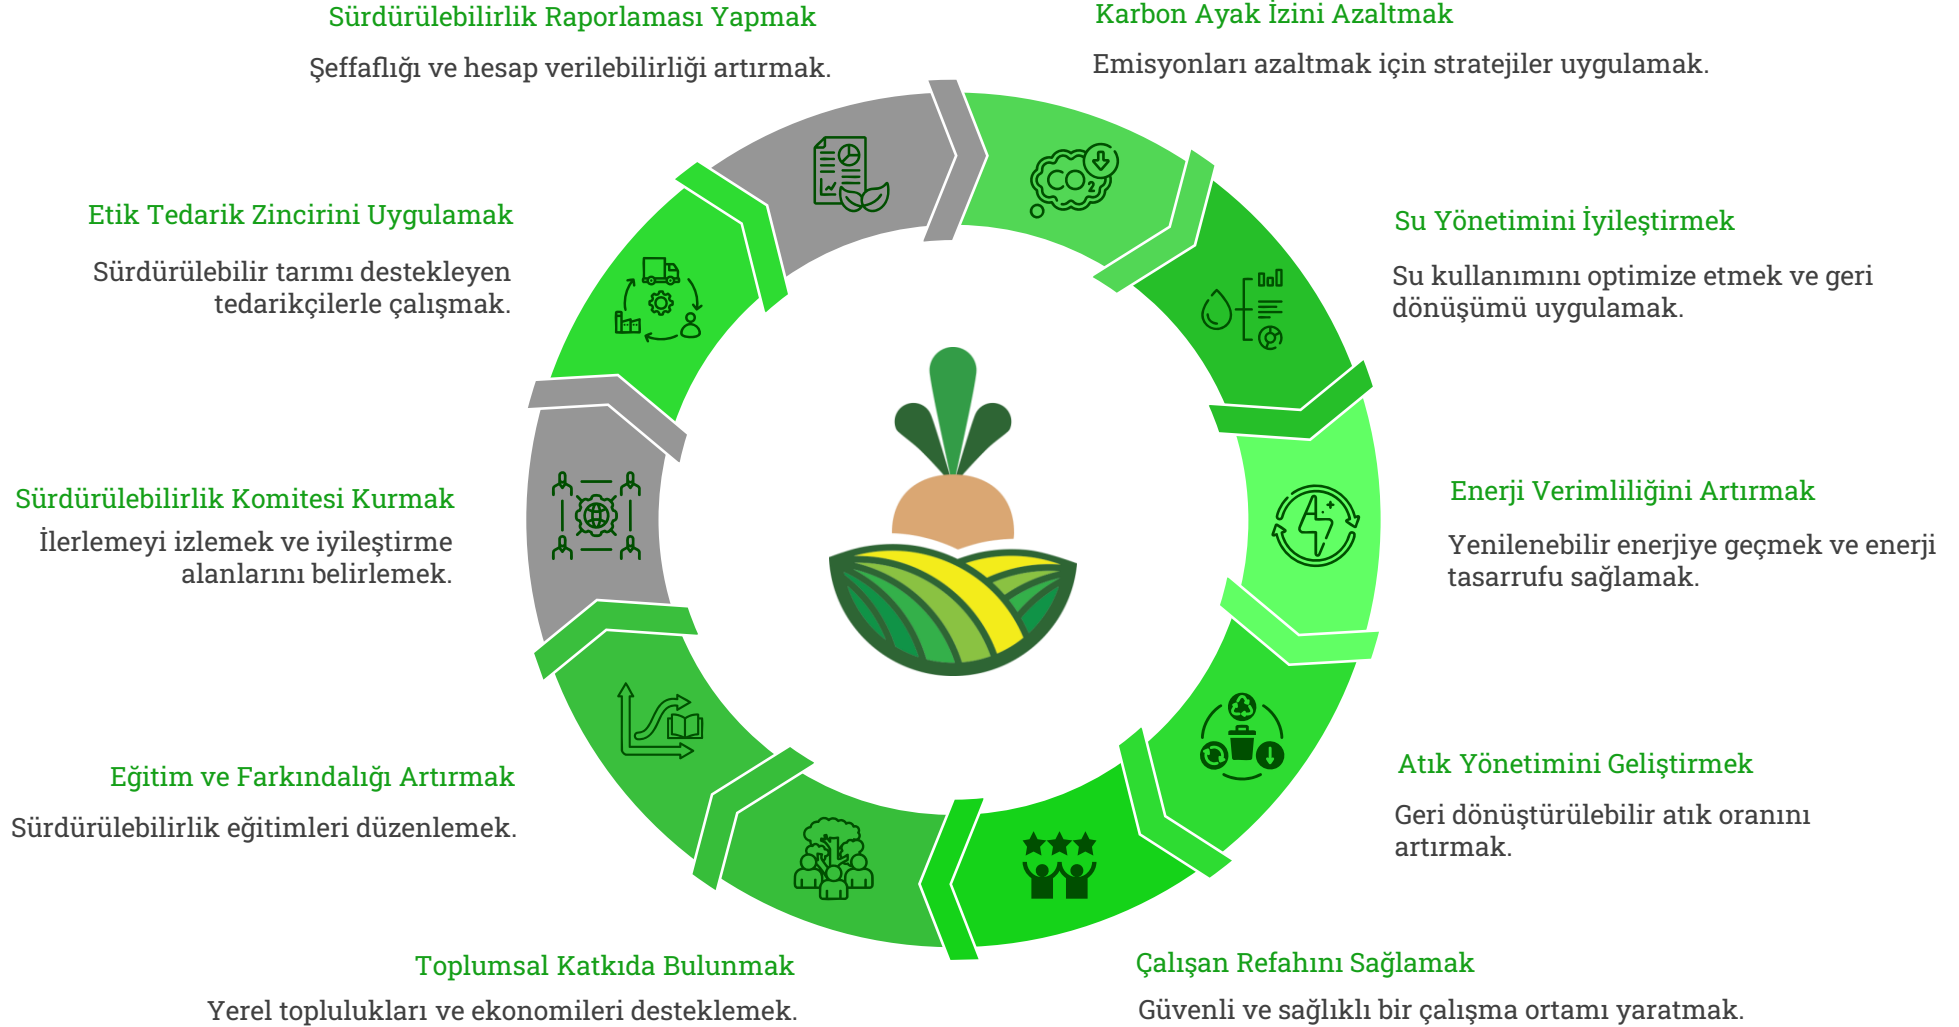 Sürdürülebilirlik Raporlaması Yapmak
Şeffaflığı ve hesap verilebilirliği artırmak.
Karbon Ayak İzini Azaltmak
Emisyonları azaltmak için stratejiler uygulamak.
CO2
Su Yönetimini İyileştirmek
Su kullanımını optimize etmek ve geri
dönüşümü uygulamak.
Enerji Verimliliğini Artırmak
Yenilenebilir enerjiye geçmek ve enerji
tasarrufu sağlamak.
Atık Yönetimini Geliştirmek
Geri dönüştürülebilir atık oranını
artırmak.
Çalışan Refahını Sağlamak
Güvenli ve sağlıklı bir çalışma ortamı yaratmak.
Toplumsal Katkıda Bulunmak
Yerel toplulukları ve ekonomileri desteklemek.
Eğitim ve Farkındalığı Artırmak
Sürdürülebilirlik eğitimleri düzenlemek.
Sürdürülebilirlik Komitesi Kurmak
İlerlemeyi izlemek ve iyileştirme
alanlarını belirlemek.
Etik Tedarik Zincirini Uygulamak
Sürdürülebilir tarımı destekleyen
tedarikçilerle çalışmak.